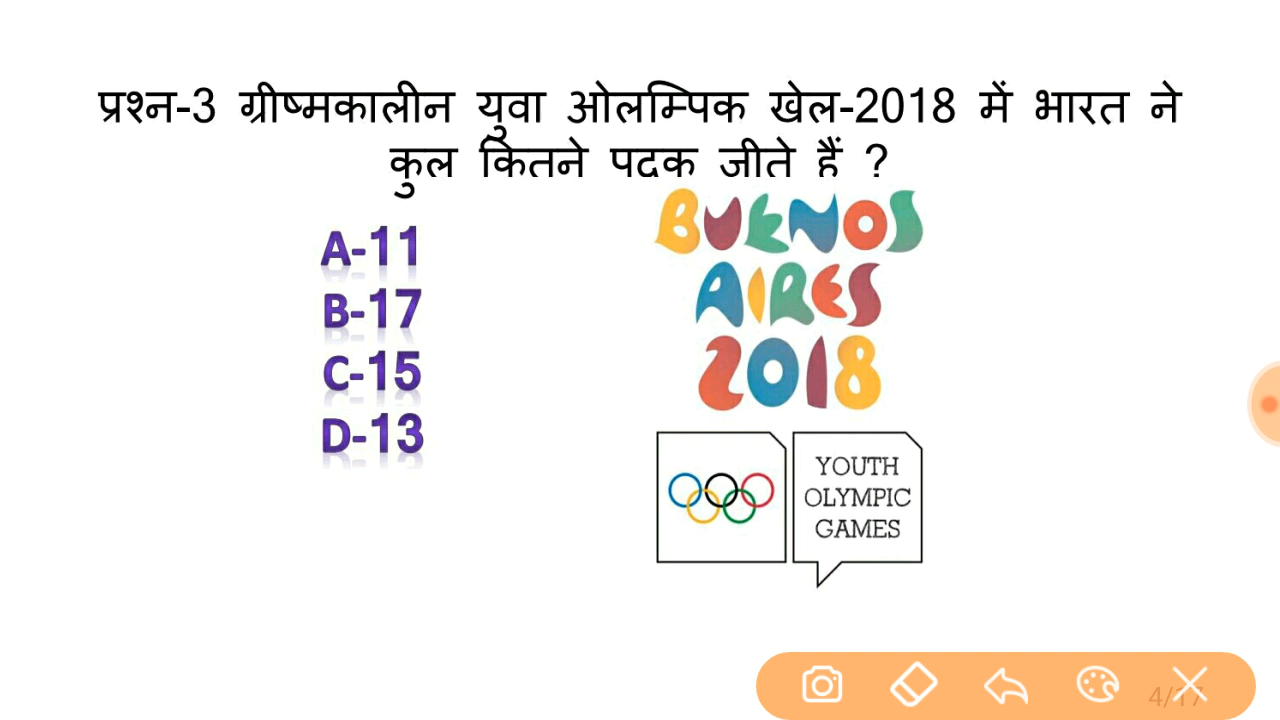 प्रश्न-3 ग्रीष्मकालीन युवा ओलम्पिक खेल-2018 में भारत ने
कुल कितने पदक जीते हैं ?
A-11
B-17
C-15
D-13
BUENOS
AIRES
2018
YOUTH
OLYMPIC
GAMES
4/17